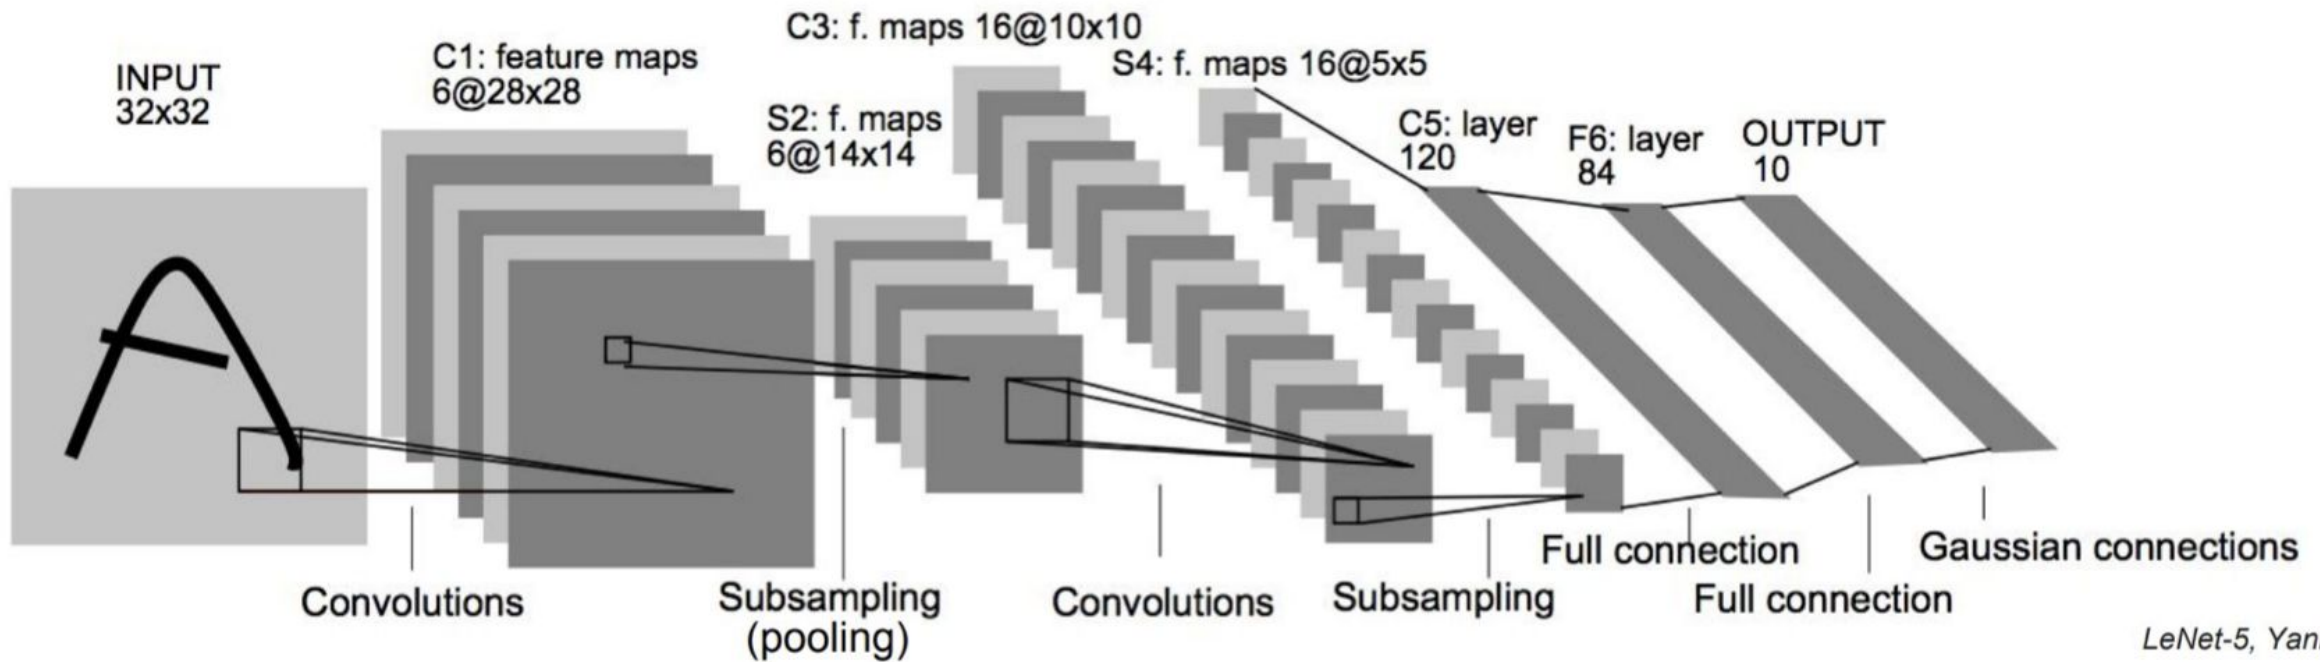 INPUT
32x32
C1: feature maps
6@28x28
S2: f. maps
6@14x14
C3: f. maps 16@10x10
S4: f. maps 16@5x5
C5: layer
120
F6: layer
84
OUTPUT
10
Convolutions
Subsampling
(pooling)
Convolutions
Subsampling
Full connection
Full connection
Gaussian connections
LeNet-5, Yan